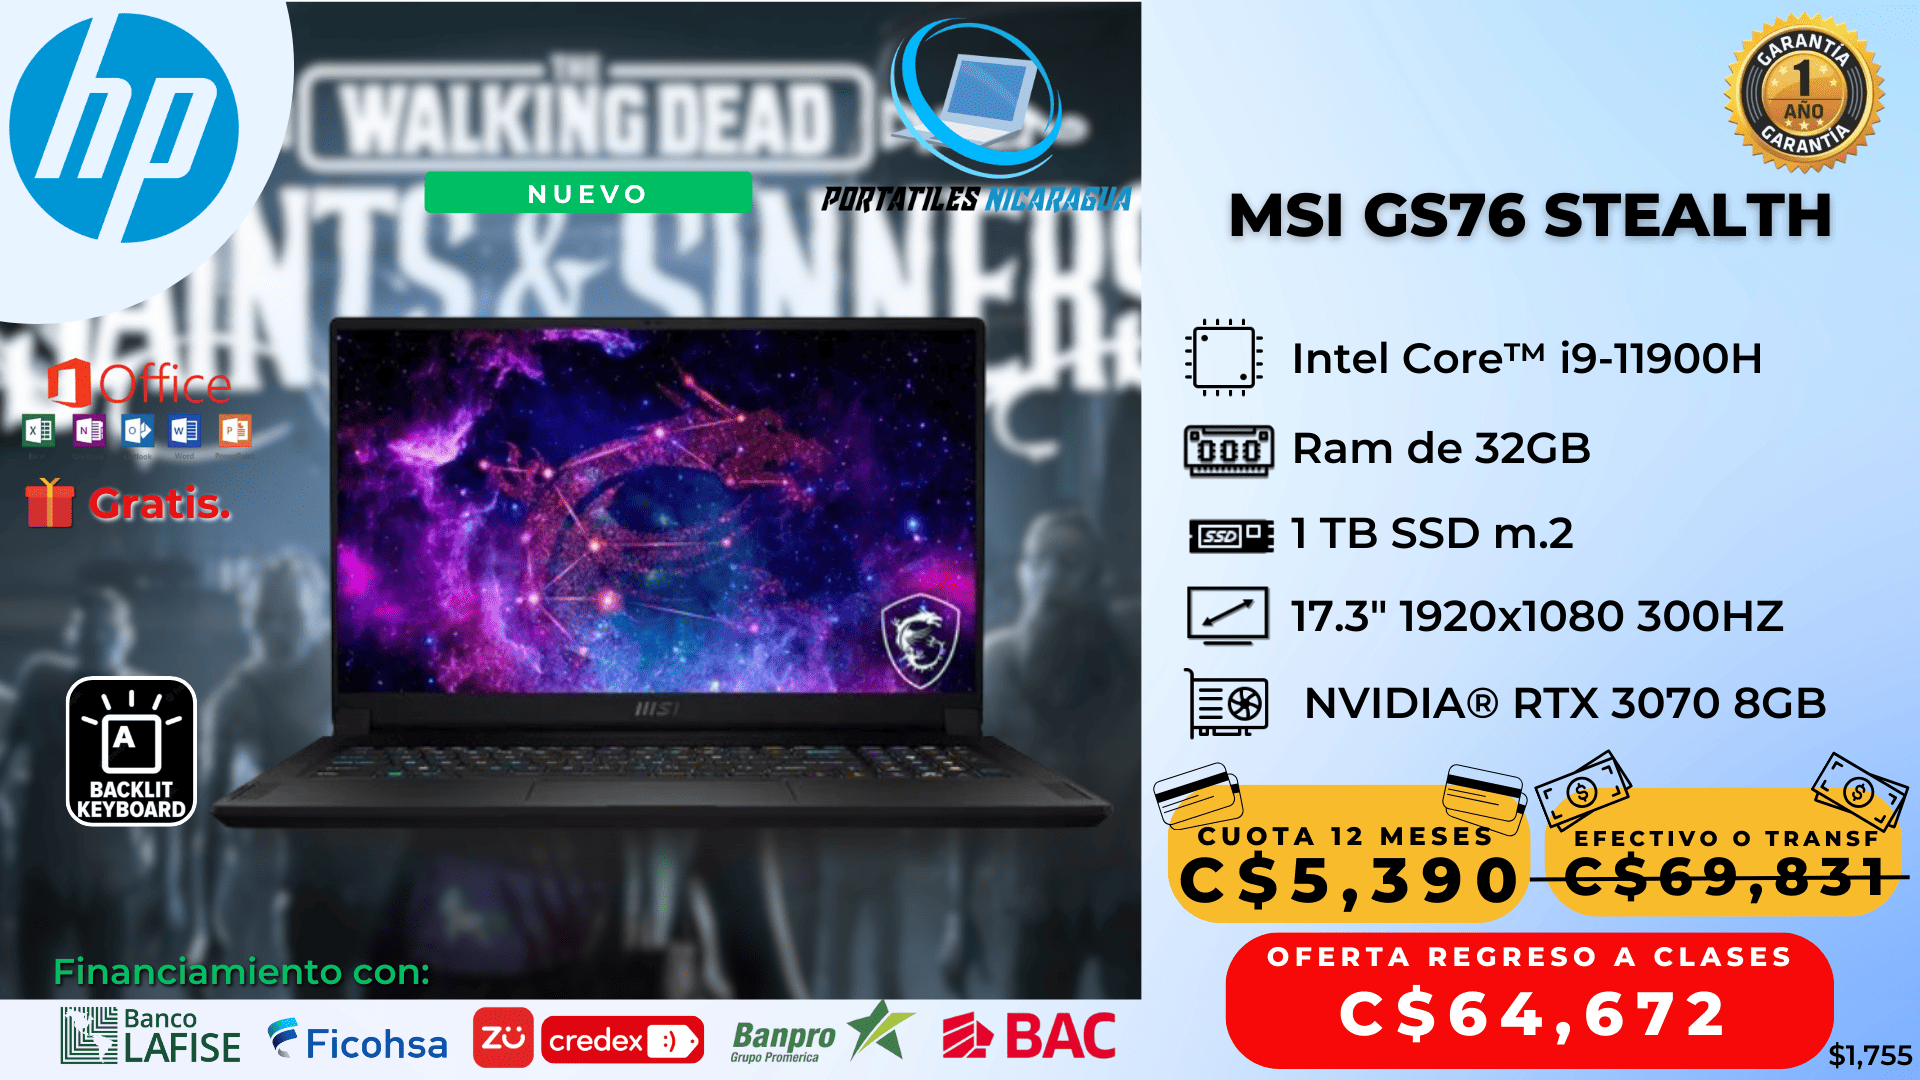 hp
THE
WALKING DEAD
SAINTS & SINNERS
NUEVO
PORTATILES NICARAGUA
Office
Gratis.
msi
A
BACKLIT
KEYBOARD
Financiamiento con:
Banco
LAFISE
Ficohsa
zū
credex :)
Banpro
Grupo Promerica
BAC
GARANTÍA
1
AÑO
GARANTÍA
MSI GS76 STEALTH
Intel Core™ i9-11900H
000
Ram de 32GB
SSD
1 TB SSD m.2
17.3" 1920x1080 300HZ
NVIDIA® RTX 3070 8GB
CUOTA 12 MESES
C$5,390
EFECTIVO O TRANSF
C$69,831
OFERTA REGRESO A CLASES
C$64,672
$1,755